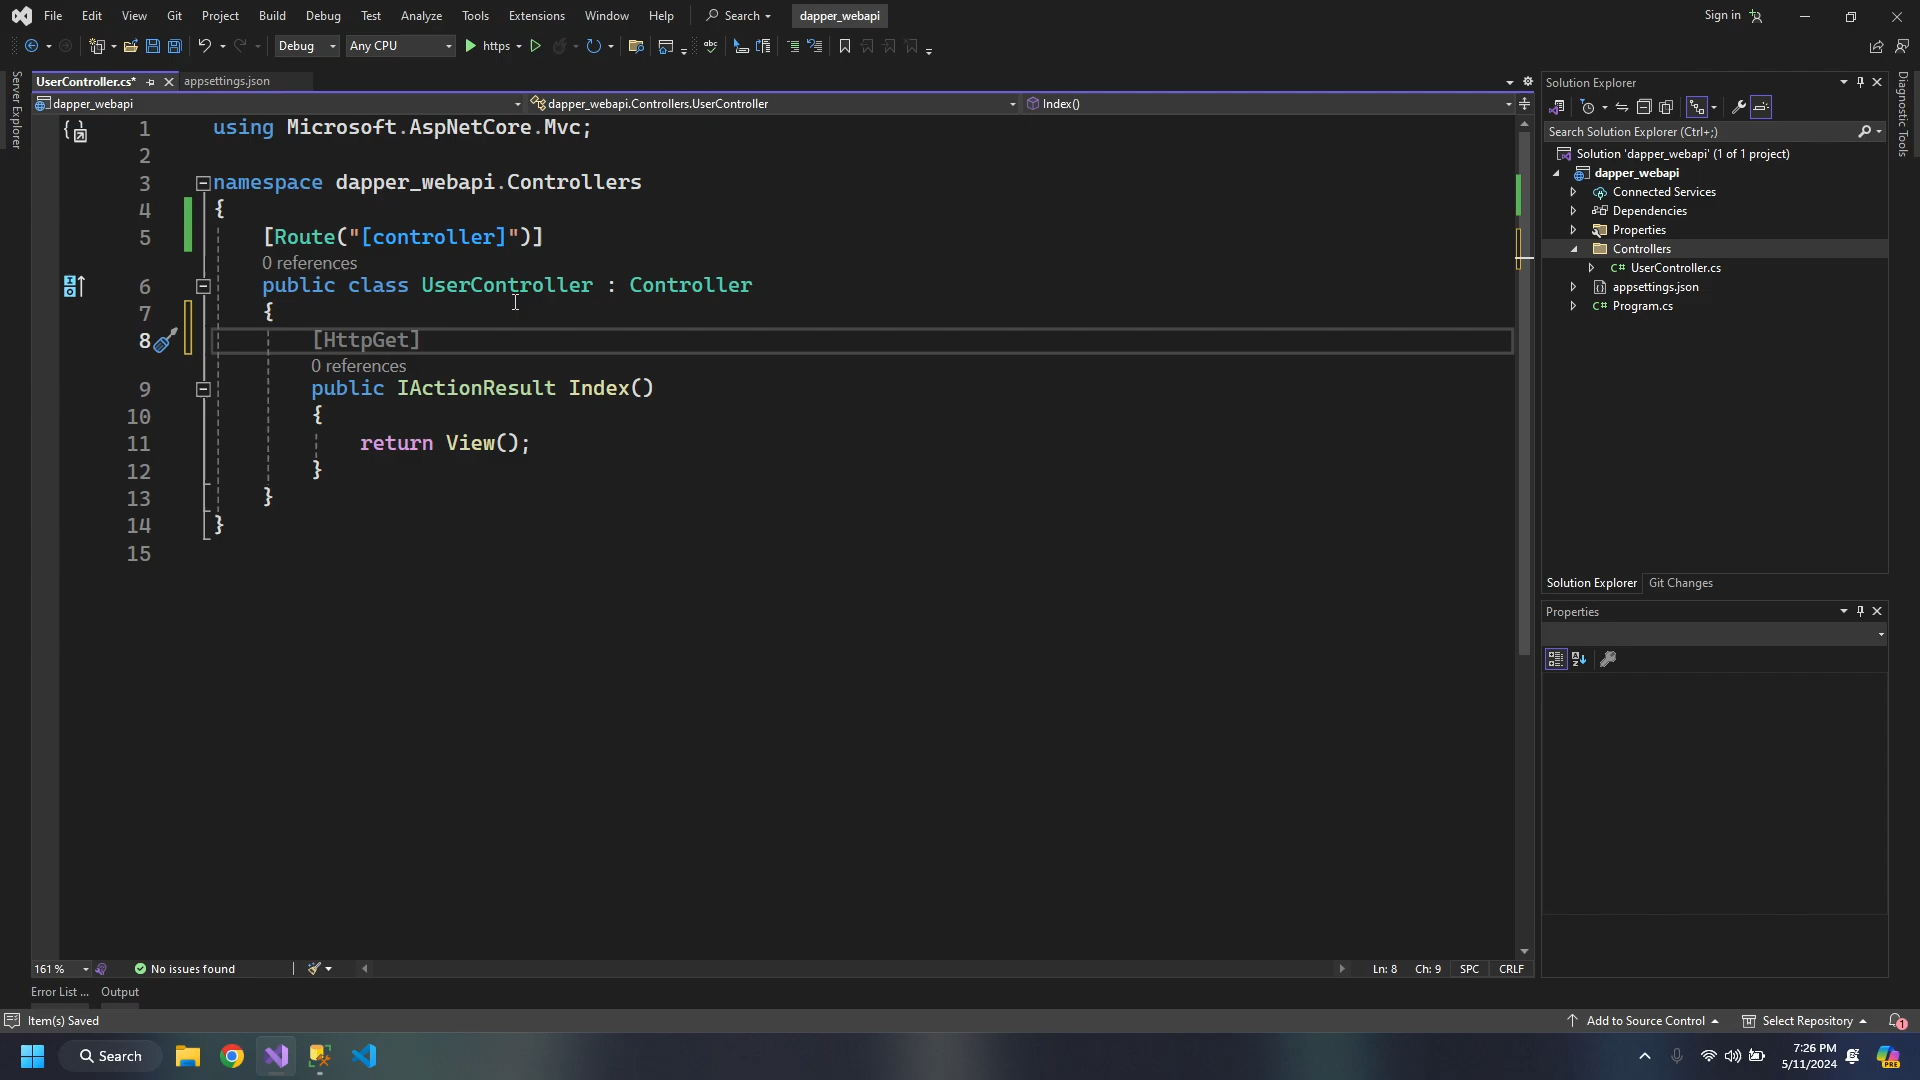 File Edit View Git Project Build Debug Test Analyze Tools Extensions Window Help Search dapper_webapi Sign in
Debug Any CPU https
UserController.cs* appsettings.json
dapper_webapi dapper_webapi.Controllers.UserController Index()
Server Explorer
1 using Microsoft.AspNetCore.Mvc;
2
3 namespace dapper_webapi.Controllers
4 {
5 [Route("[controller]")]
0 references
6 public class UserController : Controller
7 {
8 [HttpGet]
0 references
9 public IActionResult Index()
10 {
11 return View();
12 }
13 }
14 }
15
161 % No issues found Ln: 8 Ch: 9 SPC CRLF
Error List ... Output
Solution Explorer
Search Solution Explorer (Ctrl+;)
Solution 'dapper_webapi' (1 of 1 project)
dapper_webapi
Connected Services
Dependencies
Properties
Controllers
C# UserController.cs
appsettings.json
C# Program.cs
Solution Explorer Git Changes
Properties
Diagnostic Tools
Item(s) Saved Add to Source Control Select Repository 1
Search
7:26 PM
5/11/2024
PRE